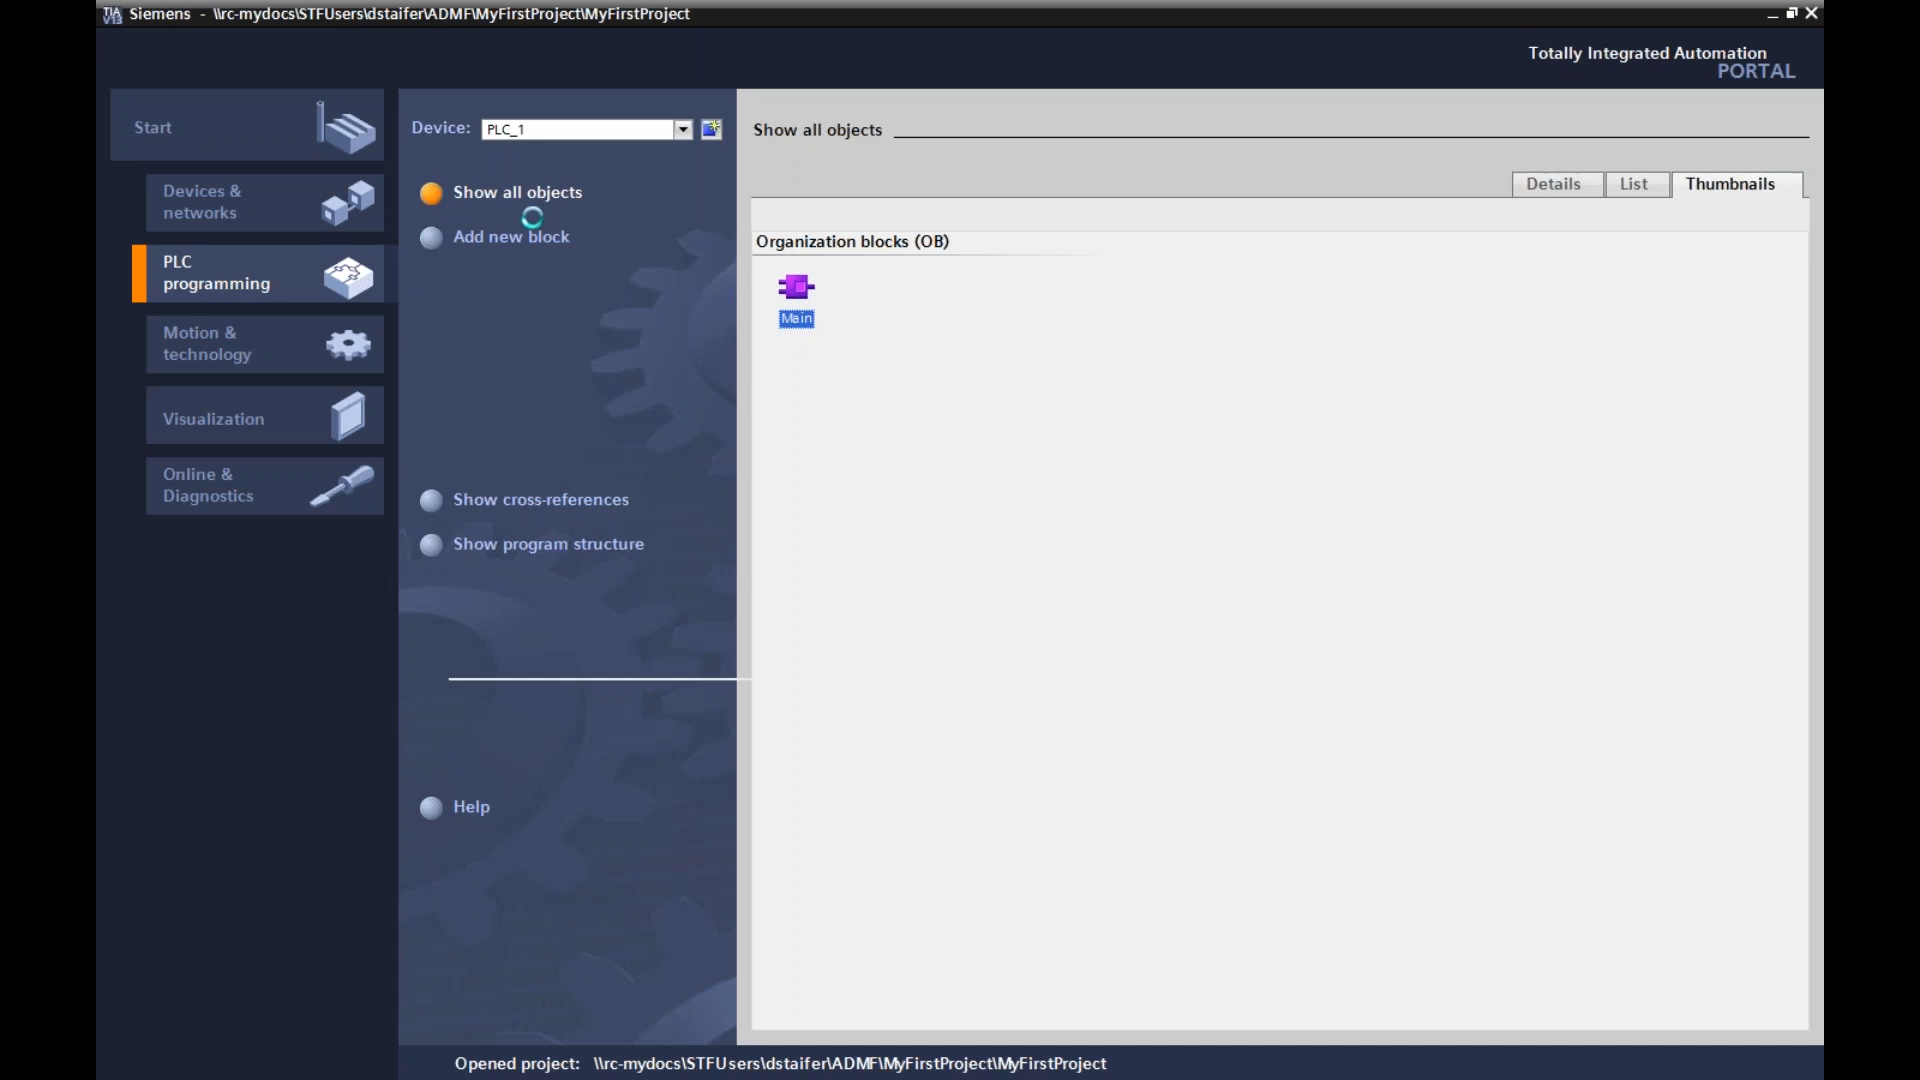 TIA V13 Siemens - \\rc-mydocs\STFUsers\dstaifer\ADMF\MyFirstProject\MyFirstProject
Totally Integrated Automation
PORTAL
Start
Devices &
networks
PLC
programming
Motion &
technology
Visualization
Online &
Diagnostics
Device: PLC_1
Show all objects
Add new block
Show cross-references
Show program structure
Help
Show all objects
Details List Thumbnails
Organization blocks (OB)
Main
Opened project: \\rc-mydocs\STFUsers\dstaifer\ADMF\MyFirstProject\MyFirstProject